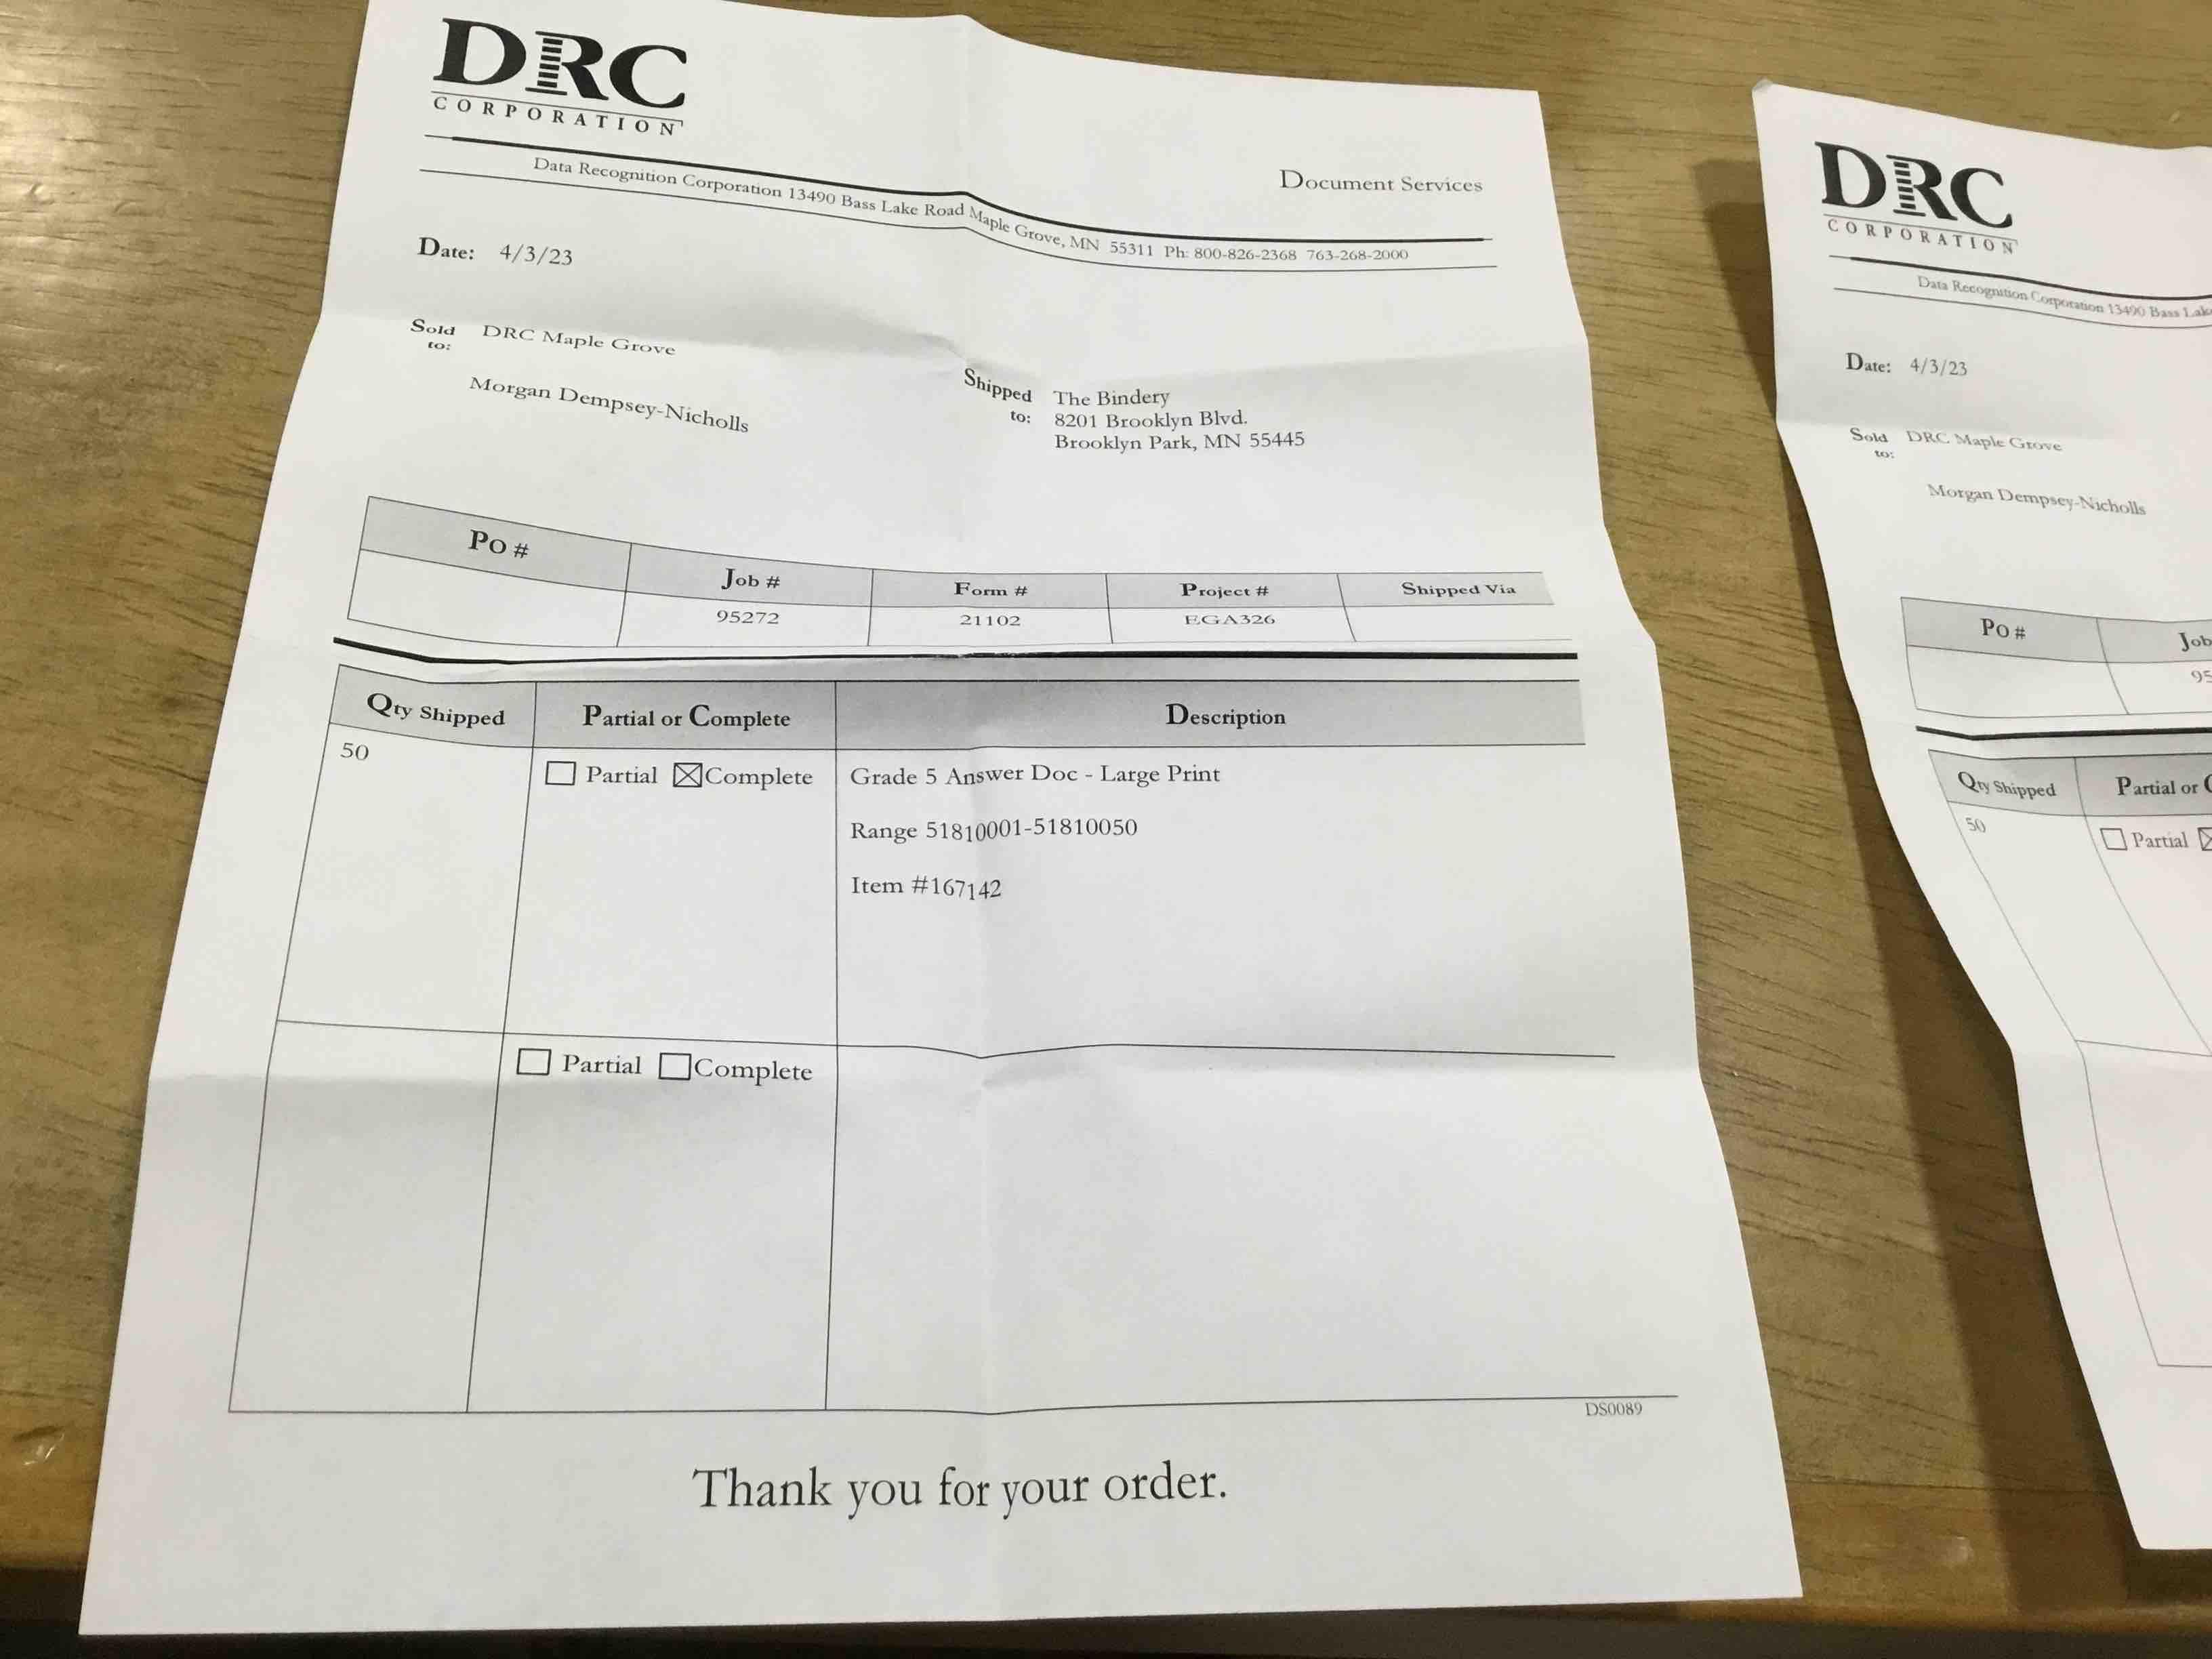 DRC
CORPORATION
Document Services
Data Recognition Corporation 13490 Bass Lake Road Maple Grove, MN 55311 Ph: 800-826-2368 763-268-2000
Date: 4/3/23
Sold to: DRC Maple Grove
Morgan Dempsey-Nicholls
Shipped to: The Bindery
8201 Brooklyn Blvd.
Brooklyn Park, MN 55445
PO # Job # Form # Project # Shipped Via
95272 21102 EGA326
Qty Shipped Partial or Complete Description
50 Partial Complete Grade 5 Answer Doc - Large Print
Range 51810001-51810050
Item #167142
Partial Complete
DS0089
Thank you for your order.
DRC
CORPORATION
Data Recognition Corporation 13490 Bass
Date: 4/3/23
Sold to: DRC Maple Grove
Morgan Dempsey-Nicholls
PO # Job
95
Qty Shipped Partial or
50 Partial